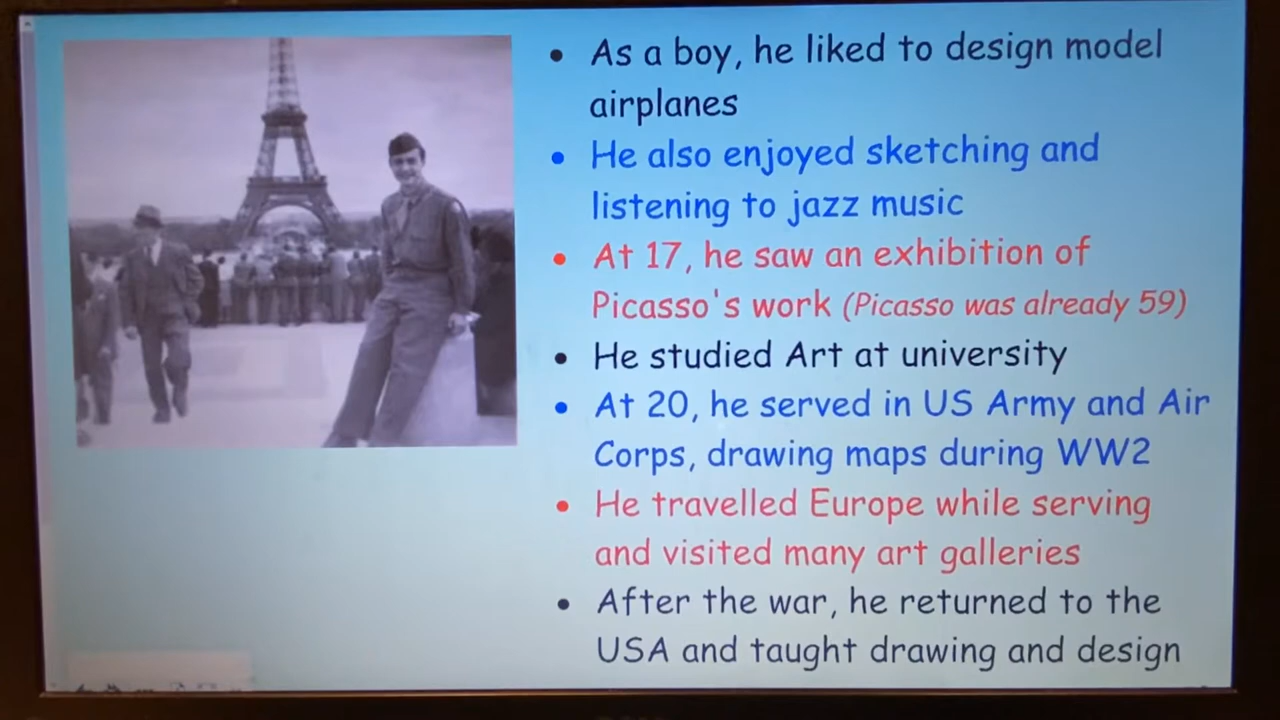 • As a boy, he liked to design model
airplanes
• He also enjoyed sketching and
listening to jazz music
• At 17, he saw an exhibition of
Picasso's work (Picasso was already 59)
• He studied Art at university
• At 20, he served in US Army and Air
Corps, drawing maps during WW2
• He travelled Europe while serving
and visited many art galleries
• After the war, he returned to the
USA and taught drawing and design